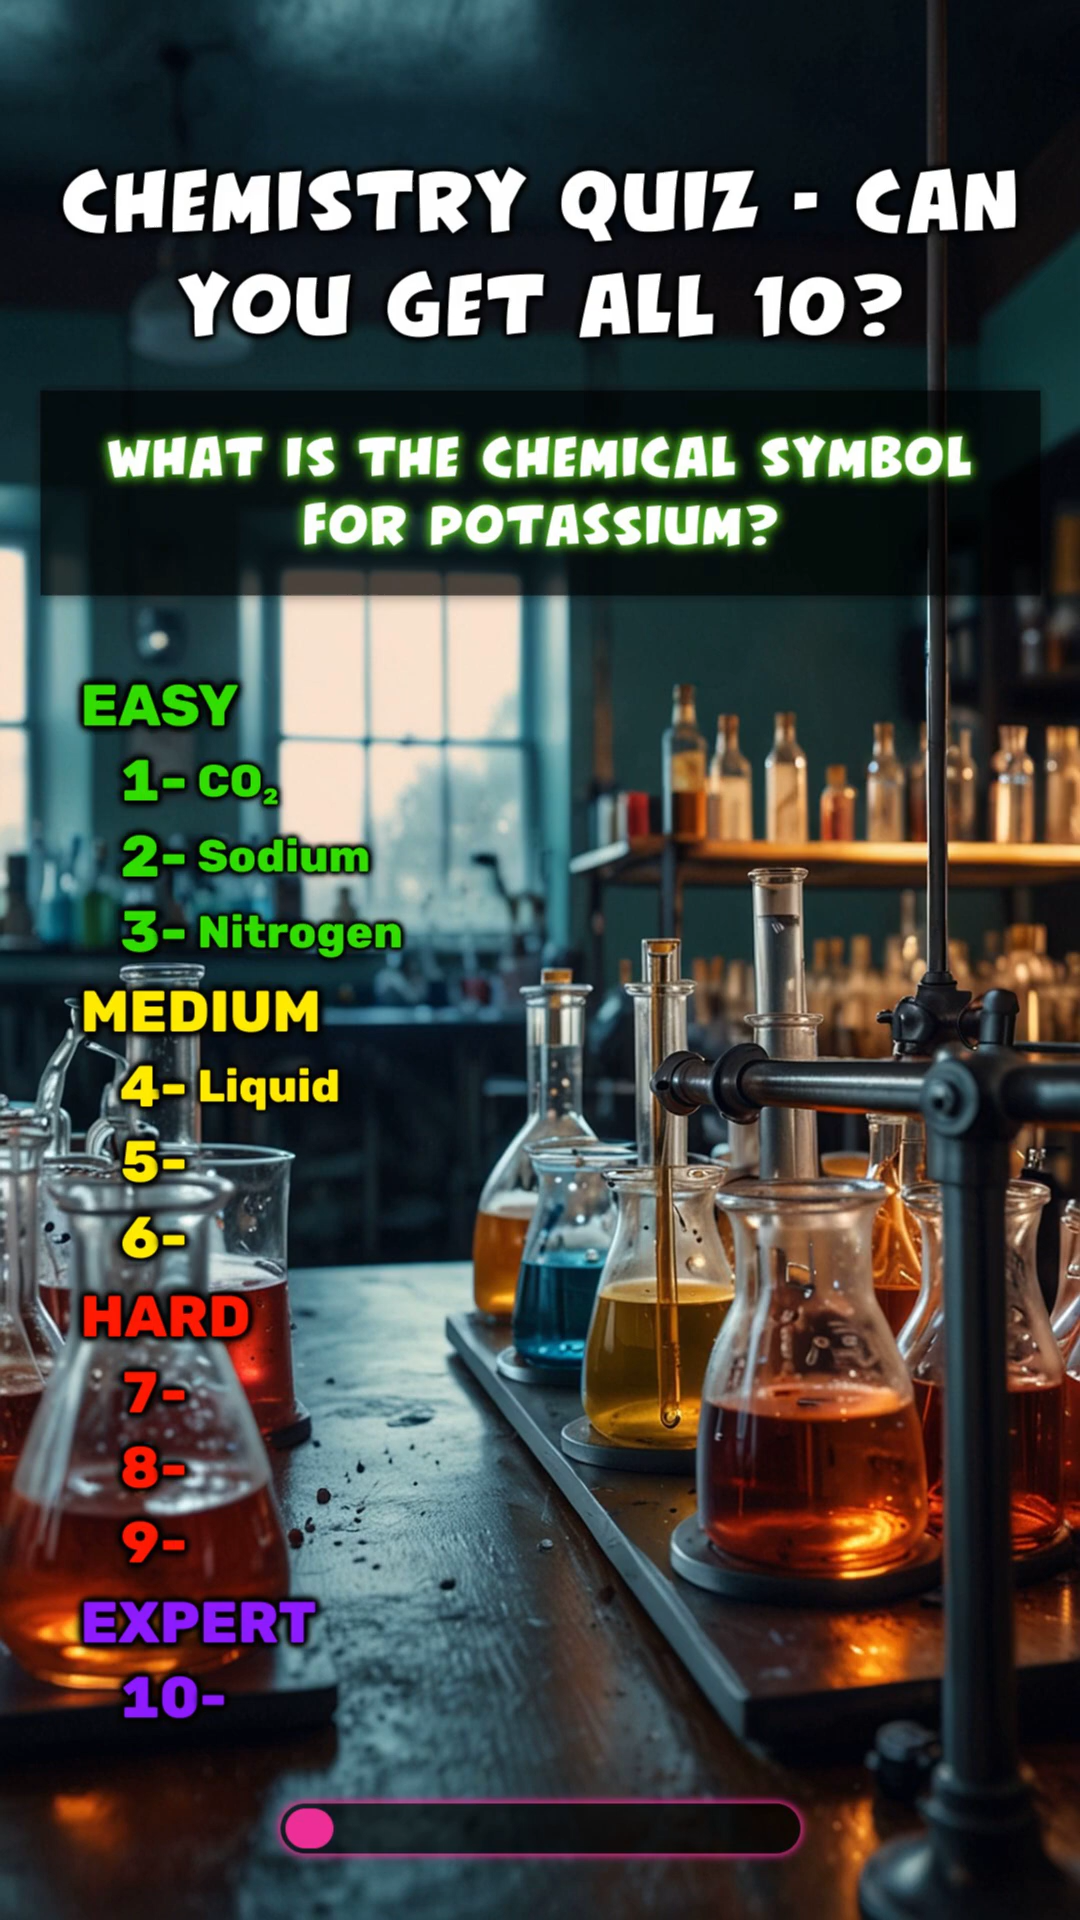 CHEMISTRY QUIZ - CAN
YOU GET ALL 10?
WHAT IS THE CHEMICAL SYMBOL
FOR POTASSIUM?
EASY
1- CO₂
2- Sodium
3- Nitrogen
MEDIUM
4- Liquid
5-
6-
HARD
7-
8-
9-
EXPERT
10-